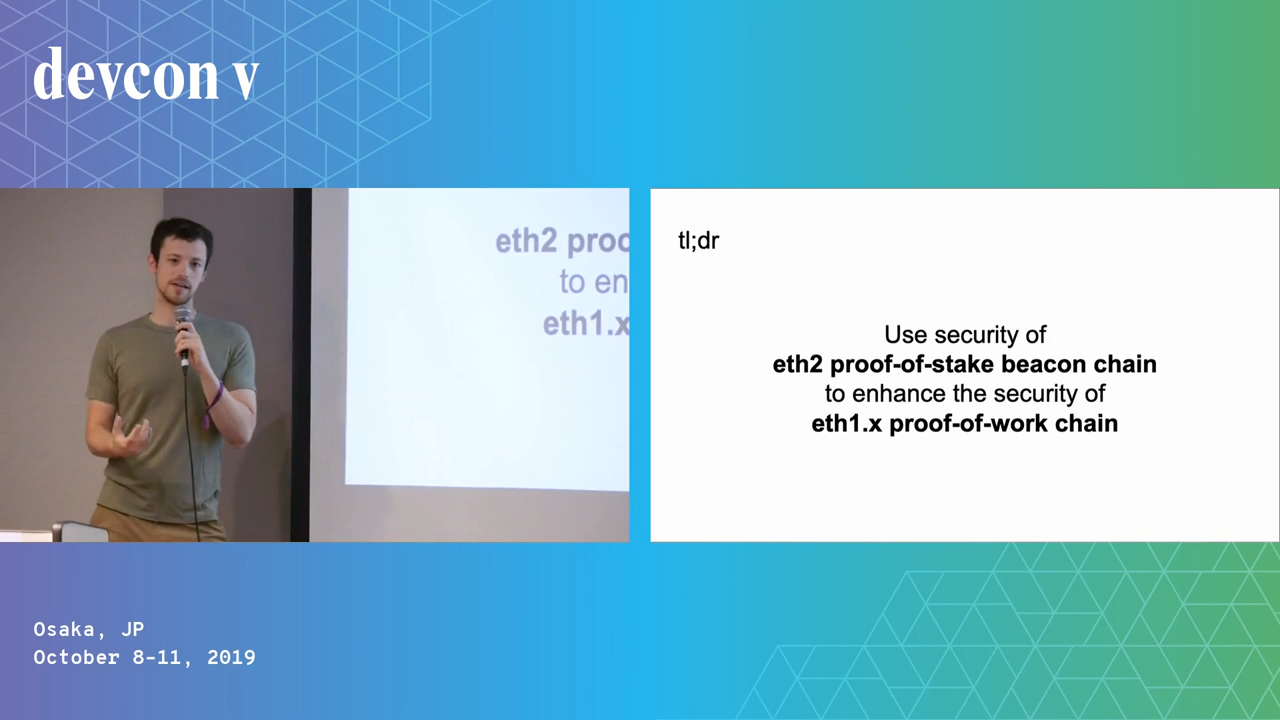 devcon v
eth2 proo
to en
eth1.x
tl;dr
Use security of
eth2 proof-of-stake beacon chain
to enhance the security of
eth1.x proof-of-work chain
Osaka, JP
October 8-11, 2019